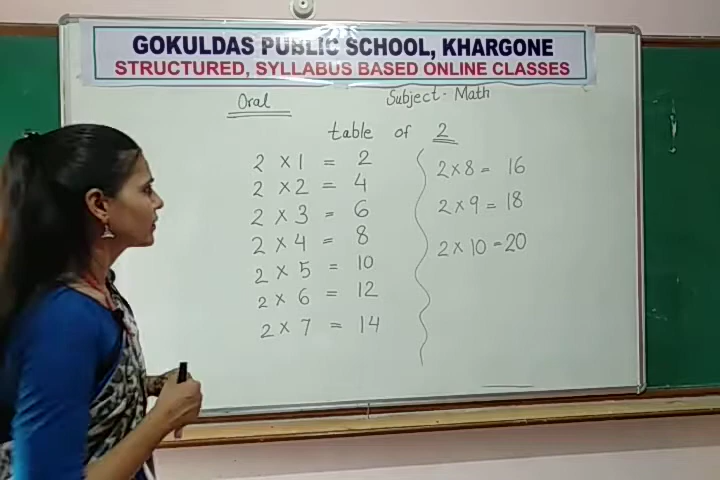 GOKULDAS PUBLIC SCHOOL, KHARGONE
STRUCTURED, SYLLABUS BASED ONLINE CLASSES
Oral Subject - Math
table of 2
2 × 1 = 2
2 × 2 = 4
2 × 3 = 6
2 × 4 = 8
2 × 5 = 10
2 × 6 = 12
2 × 7 = 14
2 × 8 = 16
2 × 9 = 18
2 × 10 = 20